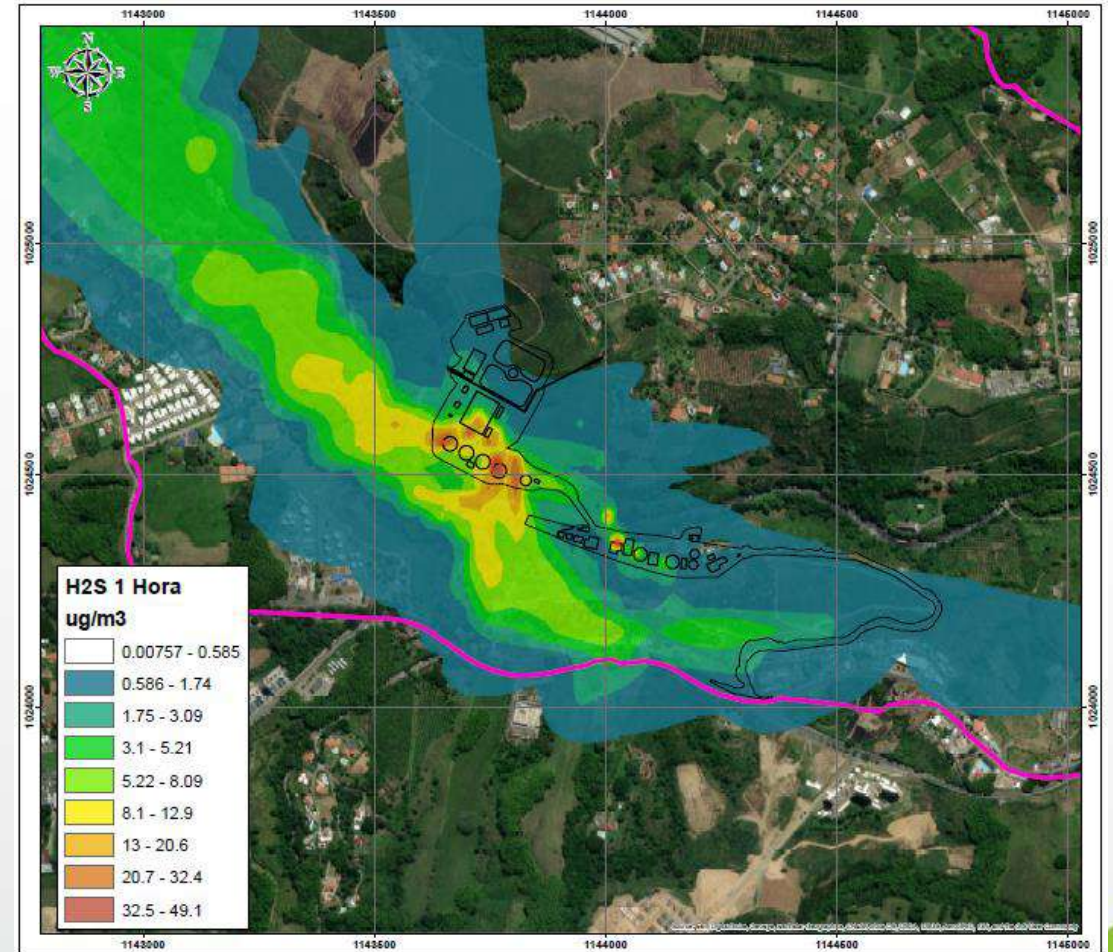 1143000 1143500 1144000 1144500 1145000
N
W E
S
1025000 1025000
1024500 1024500
1024000 1024000
H2S 1 Hora
ug/m3
0.00757 - 0.585
0.586 - 1.74
1.75 - 3.09
3.1 - 5.21
5.22 - 8.09
8.1 - 12.9
13 - 20.6
20.7 - 32.4
32.5 - 49.1
1143000 1143500 1144000 1144500 1145000